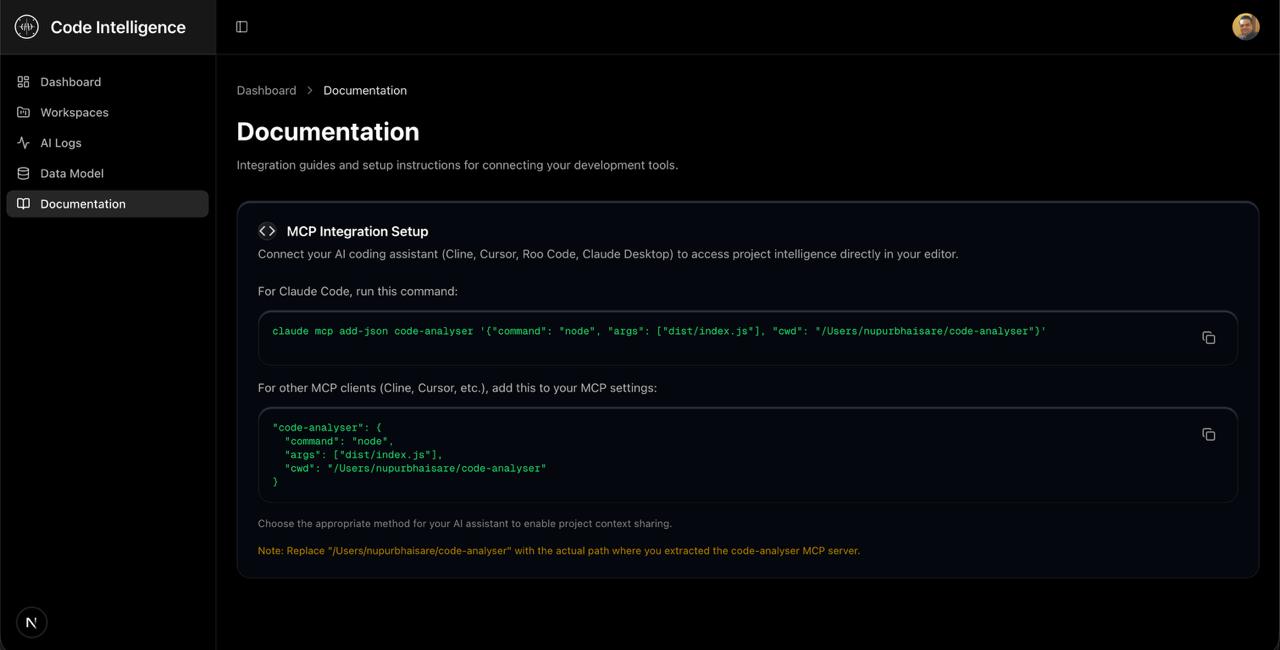 Code Intelligence
Dashboard
Workspaces
AI Logs
Data Model
Documentation
Dashboard > Documentation
Documentation
Integration guides and setup instructions for connecting your development tools.
MCP Integration Setup
Connect your AI coding assistant (Cline, Cursor, Roo Code, Claude Desktop) to access project intelligence directly in your editor.
For Claude Code, run this command:
claude mcp add-json code-analyser '{"command": "node", "args": ["dist/index.js"], "cwd": "/Users/nupurbhaisare/code-analyser"}'
For other MCP clients (Cline, Cursor, etc.), add this to your MCP settings:
"code-analyser": {
  "command": "node",
  "args": ["dist/index.js"],
  "cwd": "/Users/nupurbhaisare/code-analyser"
}
Choose the appropriate method for your AI assistant to enable project context sharing.
Note: Replace "/Users/nupurbhaisare/code-analyser" with the actual path where you extracted the code-analyser MCP server.
N